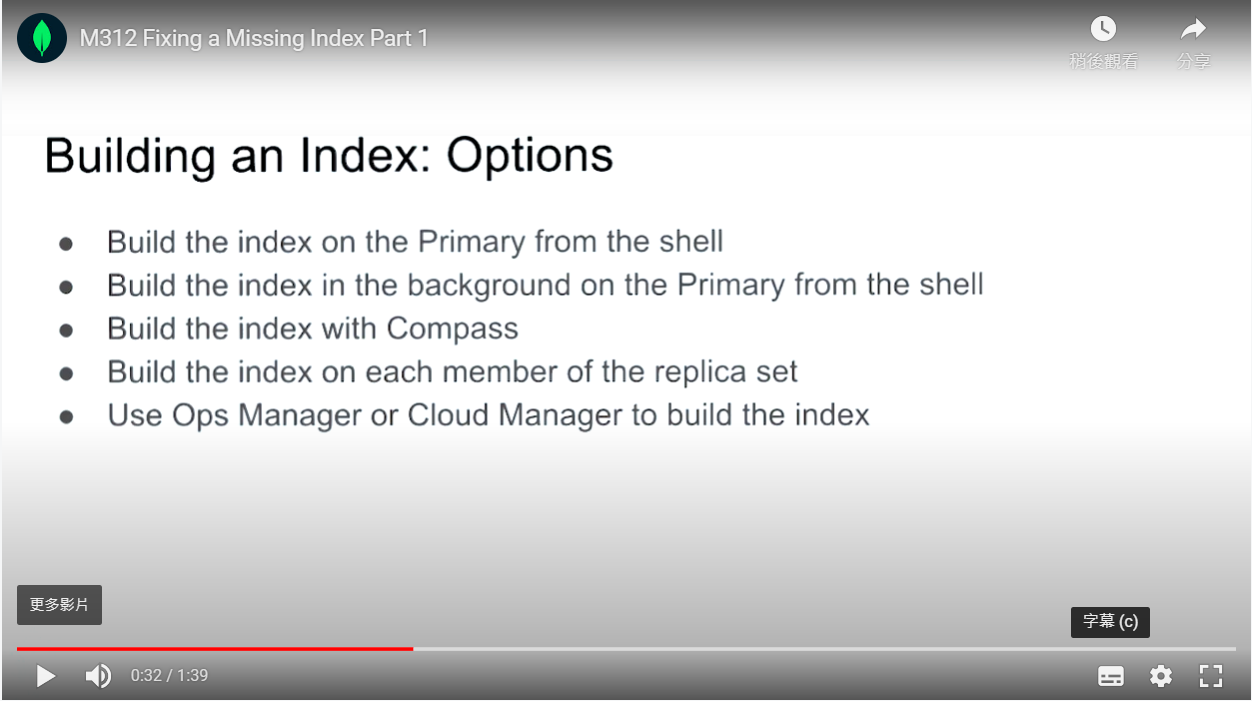 M312 Fixing a Missing Index Part 1
稍後觀看
分享
Building an Index: Options
● Build the index on the Primary from the shell
● Build the index in the background on the Primary from the shell
● Build the index with Compass
● Build the index on each member of the replica set
● Use Ops Manager or Cloud Manager to build the index
更多影片
字幕 (c)
0:32 / 1:39